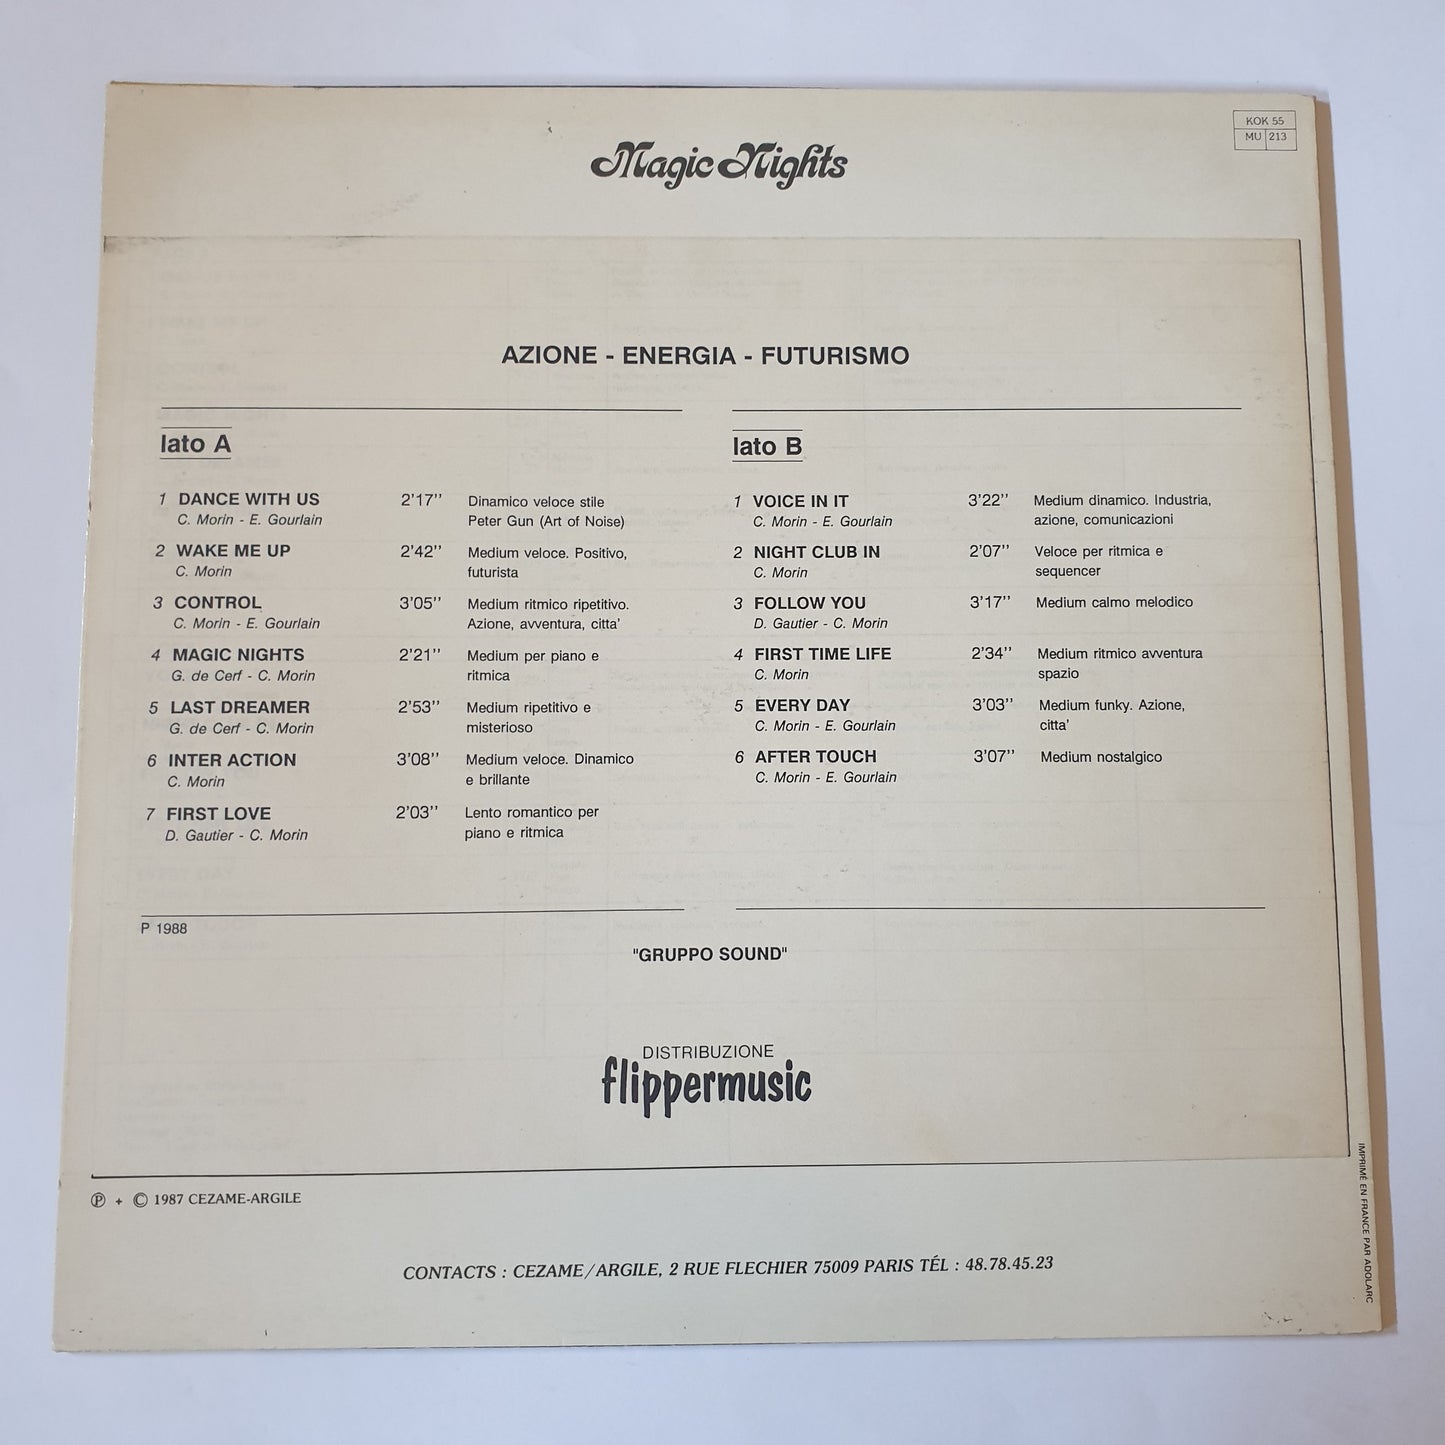 KOK 55
MU 213
Magic Nights
AZIONE - ENERGIA - FUTURISMO
lato A
1 DANCE WITH US 2'17'' Dinamico veloce stile
C. Morin - E. Gourlain Peter Gun (Art of Noise)
2 WAKE ME UP 2'42'' Medium veloce. Positivo,
C. Morin futurista
3 CONTROL 3'05'' Medium ritmico ripetitivo.
C. Morin - E. Gourlain Azione, avventura, citta'
4 MAGIC NIGHTS 2'21'' Medium per piano e
G. de Cerf - C. Morin ritmica
5 LAST DREAMER 2'53'' Medium ripetitivo e
G. de Cerf - C. Morin misterioso
6 INTER ACTION 3'08'' Medium veloce. Dinamico
C. Morin e brillante
7 FIRST LOVE 2'03'' Lento romantico per
D. Gautier - C. Morin piano e ritmica
lato B
1 VOICE IN IT 3'22'' Medium dinamico. Industria,
C. Morin - E. Gourlain azione, comunicazioni
2 NIGHT CLUB IN 2'07'' Veloce per ritmica e
C. Morin sequencer
3 FOLLOW YOU 3'17'' Medium calmo melodico
D. Gautier - C. Morin
4 FIRST TIME LIFE 2'34'' Medium ritmico avventura
C. Morin spazio
5 EVERY DAY 3'03'' Medium funky. Azione,
C. Morin - E. Gourlain citta'
6 AFTER TOUCH 3'07'' Medium nostalgico
C. Morin - E. Gourlain
P 1988
"GRUPPO SOUND"
DISTRIBUZIONE
flippermusic
℗ + © 1987 CEZAME-ARGILE
CONTACTS : CEZAME/ARGILE, 2 RUE FLECHIER 75009 PARIS TÉL : 48.78.45.23
IMPRIMÉ EN FRANCE PAR ADOLARC